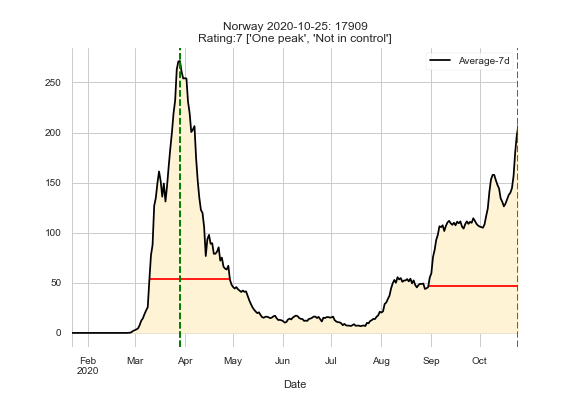 Norway 2020-10-25: 17909
Rating:7 ['One peak', 'Not in control']
Average-7d
250
200
150
100
50
0
Feb Mar Apr May Jun Jul Aug Sep Oct
2020
Date